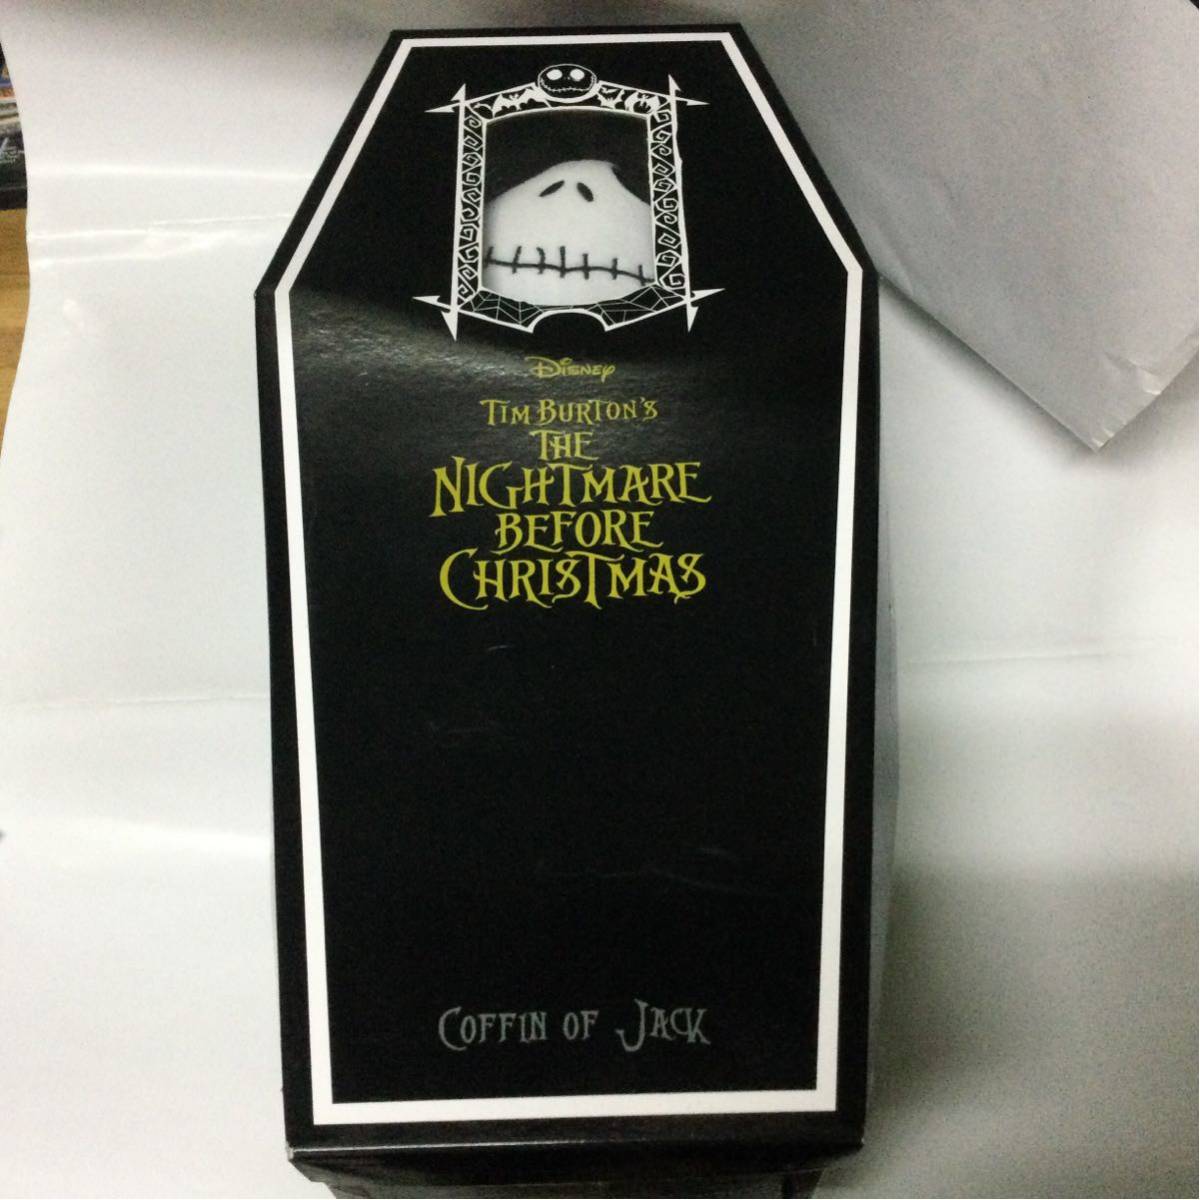 Disney
TIM BURTON'S
THE
NIGHTMARE
BEFORE
CHRISTMAS
COFFIN OF JACK